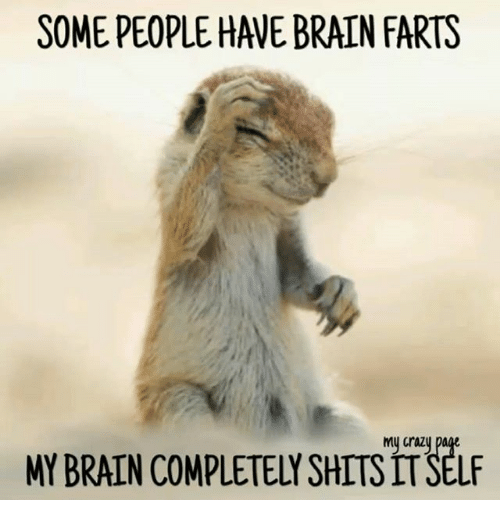 SOME PEOPLE HAVE BRAIN FARTS
my crazy page
MY BRAIN COMPLETELY SHITS IT SELF